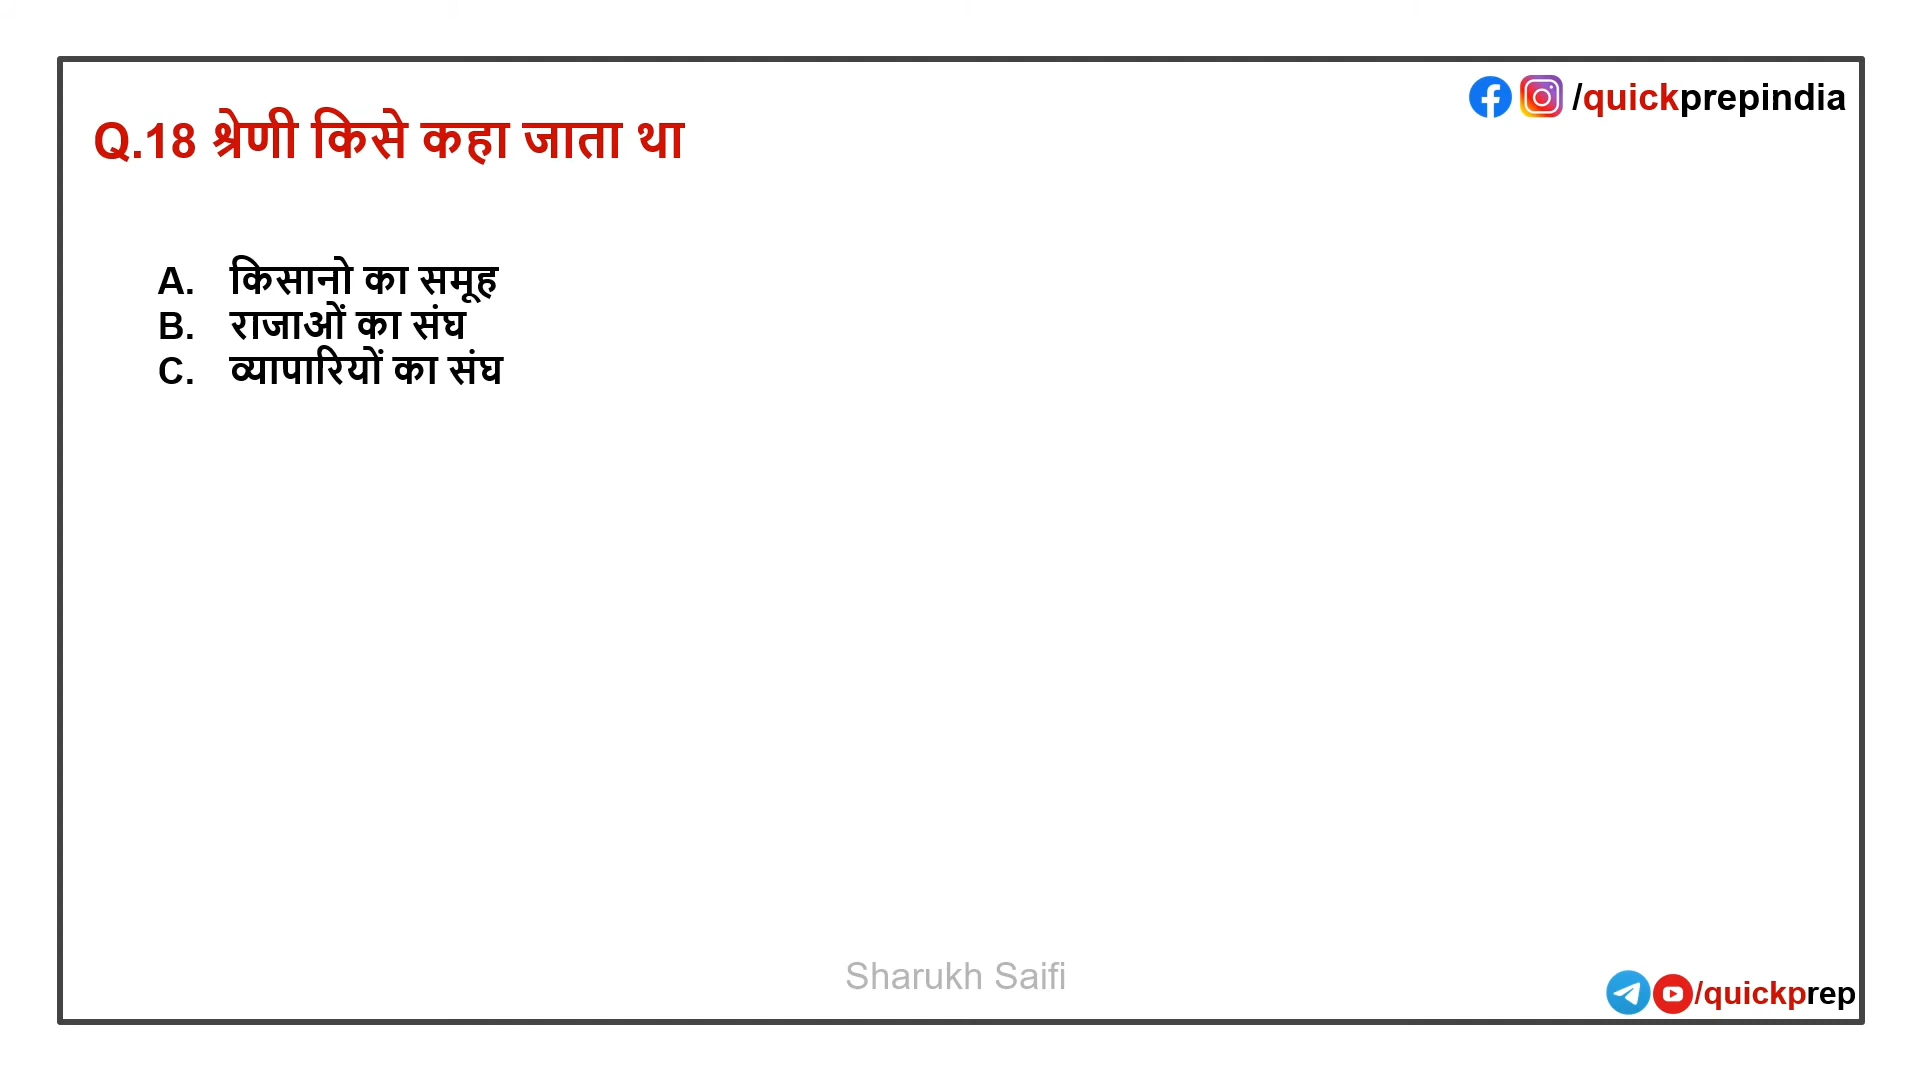 /quickprepindia
Q.18 श्रेणी किसे कहा जाता था
A. किसानो का समूह
B. राजाओं का संघ
C. व्यापारियों का संघ
Sharukh Saifi
/quickprep